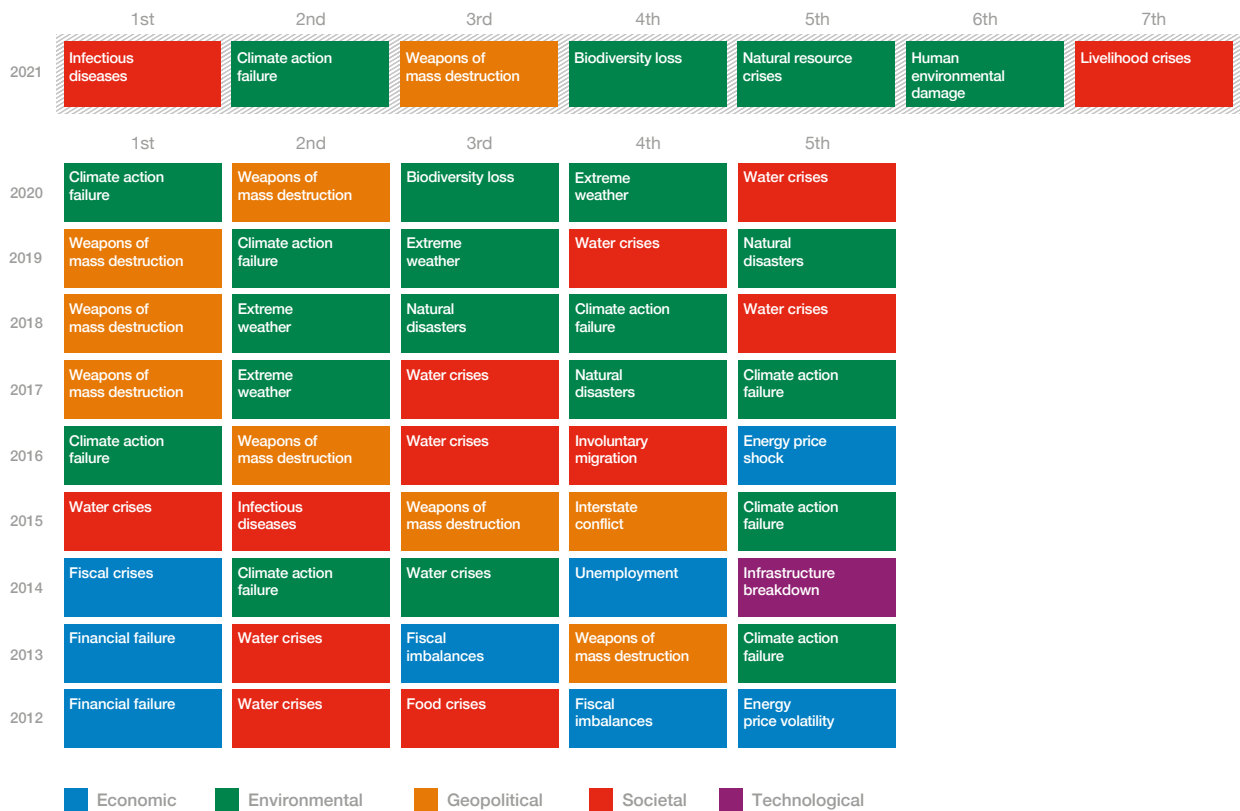 1st 2nd 3rd 4th 5th 6th 7th
2021
Infectious
diseases
Climate action
failure
Weapons of
mass destruction
Biodiversity loss
Natural resource
crises
Human
environmental
damage
Livelihood crises
1st 2nd 3rd 4th 5th
2020
Climate action
failure
Weapons of
mass destruction
Biodiversity loss
Extreme
weather
Water crises
2019
Weapons of
mass destruction
Climate action
failure
Extreme
weather
Water crises
Natural
disasters
2018
Weapons of
mass destruction
Extreme
weather
Natural
disasters
Climate action
failure
Water crises
2017
Weapons of
mass destruction
Extreme
weather
Water crises
Natural
disasters
Climate action
failure
2016
Climate action
failure
Weapons of
mass destruction
Water crises
Involuntary
migration
Energy price
shock
2015
Water crises
Infectious
diseases
Weapons of
mass destruction
Interstate
conflict
Climate action
failure
2014
Fiscal crises
Climate action
failure
Water crises
Unemployment
Infrastructure
breakdown
2013
Financial failure
Water crises
Fiscal
imbalances
Weapons of
mass destruction
Climate action
failure
2012
Financial failure
Water crises
Food crises
Fiscal
imbalances
Energy
price volatility
Economic Environmental Geopolitical Societal Technological